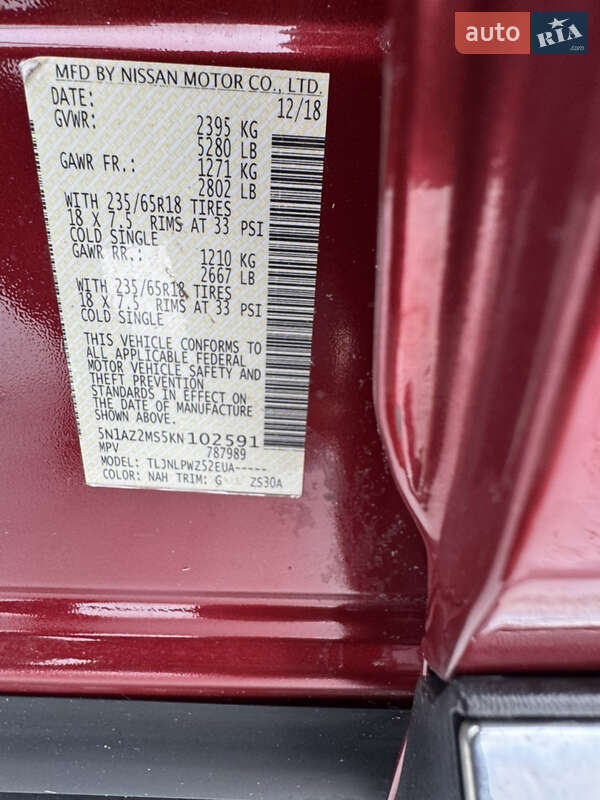 auto RIA .com
MFD BY NISSAN MOTOR CO., LTD.
DATE: 12/18
GVWR: 2395 KG
5280 LB
GAWR FR.: 1271 KG
2802 LB
WITH 235/65R18 TIRES
18 X 7.5 RIMS AT 33 PSI
COLD SINGLE
GAWR RR.: 1210 KG
2667 LB
WITH 235/65R18 TIRES
18 X 7.5 RIMS AT 33 PSI
COLD SINGLE
THIS VEHICLE CONFORMS TO
ALL APPLICABLE FEDERAL
MOTOR VEHICLE SAFETY AND
THEFT PREVENTION
STANDARDS IN EFFECT ON
THE DATE OF MANUFACTURE
SHOWN ABOVE.
5N1AZ2MS5KN102591
MPV 787989
MODEL: TLJNLPWZ52EUA-----
COLOR: NAH TRIM: G ZS30A